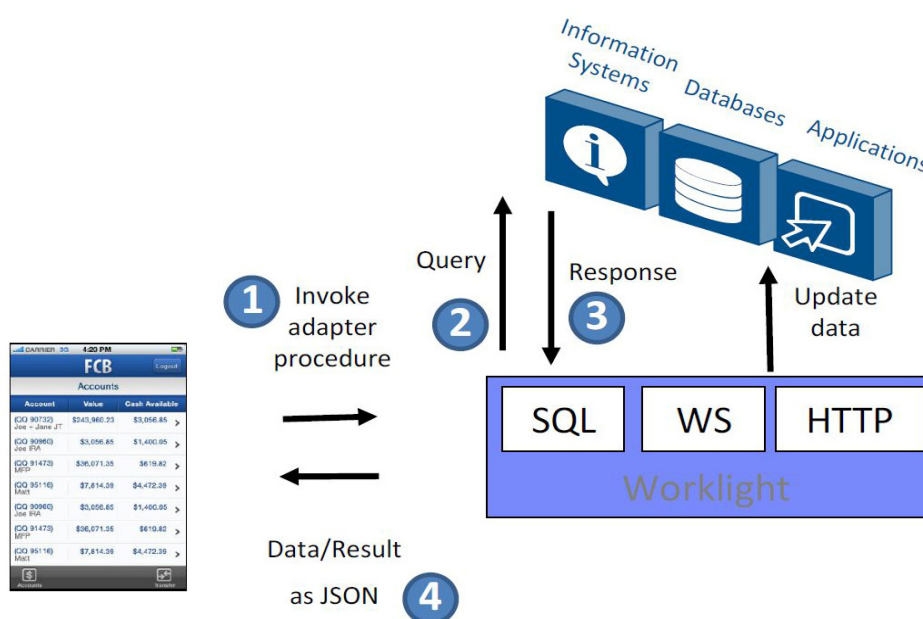 Information
Systems
Databases
Applications
Query
Response
Update
data
1
2
3
Invoke
adapter
procedure
CARRIER 3G 4:20 PM
FCB
Logout
Accounts
Account Value Cash Available
(QQ 90732) $243,960.23 $3,056.85
Joe - Jane JT
(QQ 90960) $3,056.85 $1,400.05
Joe IRA
(QQ 91473) $36,071.35 $619.82
MFP
(QQ 95116) $7,814.39 $4,472.39
Matt
(QQ 90960) $3,056.85 $1,400.05
Joe IRA
(QQ 91473) $36,071.35 $619.82
MFP
(QQ 95116) $7,814.39 $4,472.39
Matt
Accounts Transfer
SQL WS HTTP
Worklight
Data/Result
as JSON 4